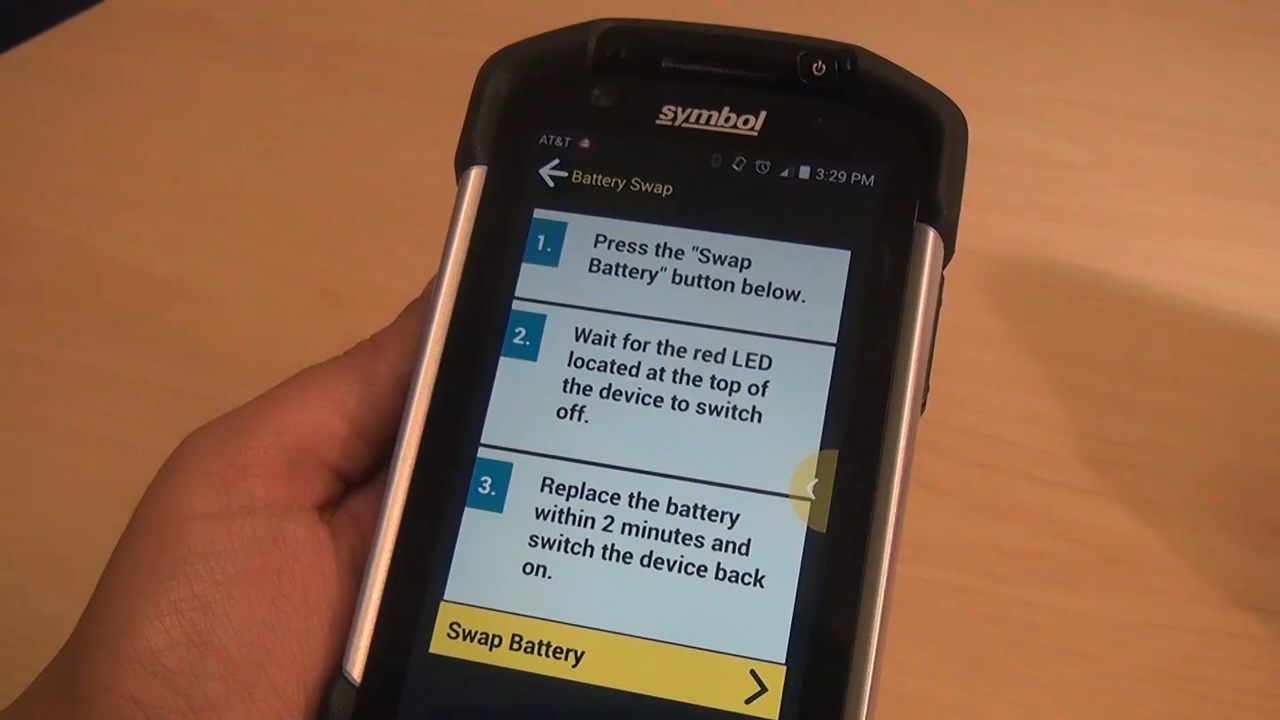 symbol
AT&T 3:29 PM
Battery Swap
1. Press the "Swap
Battery" button below.
2. Wait for the red LED
located at the top of
the device to switch
off.
3. Replace the battery
within 2 minutes and
switch the device back
on.
Swap Battery